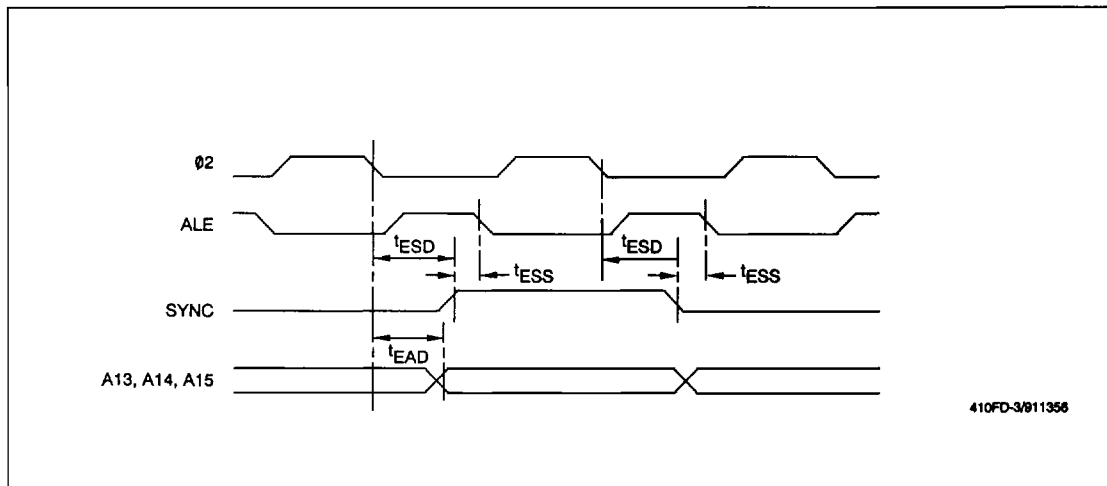 Ø2
ALE
tESD
tESD
tESS
tESS
SYNC
tEAD
A13, A14, A15
410FD-3/911356